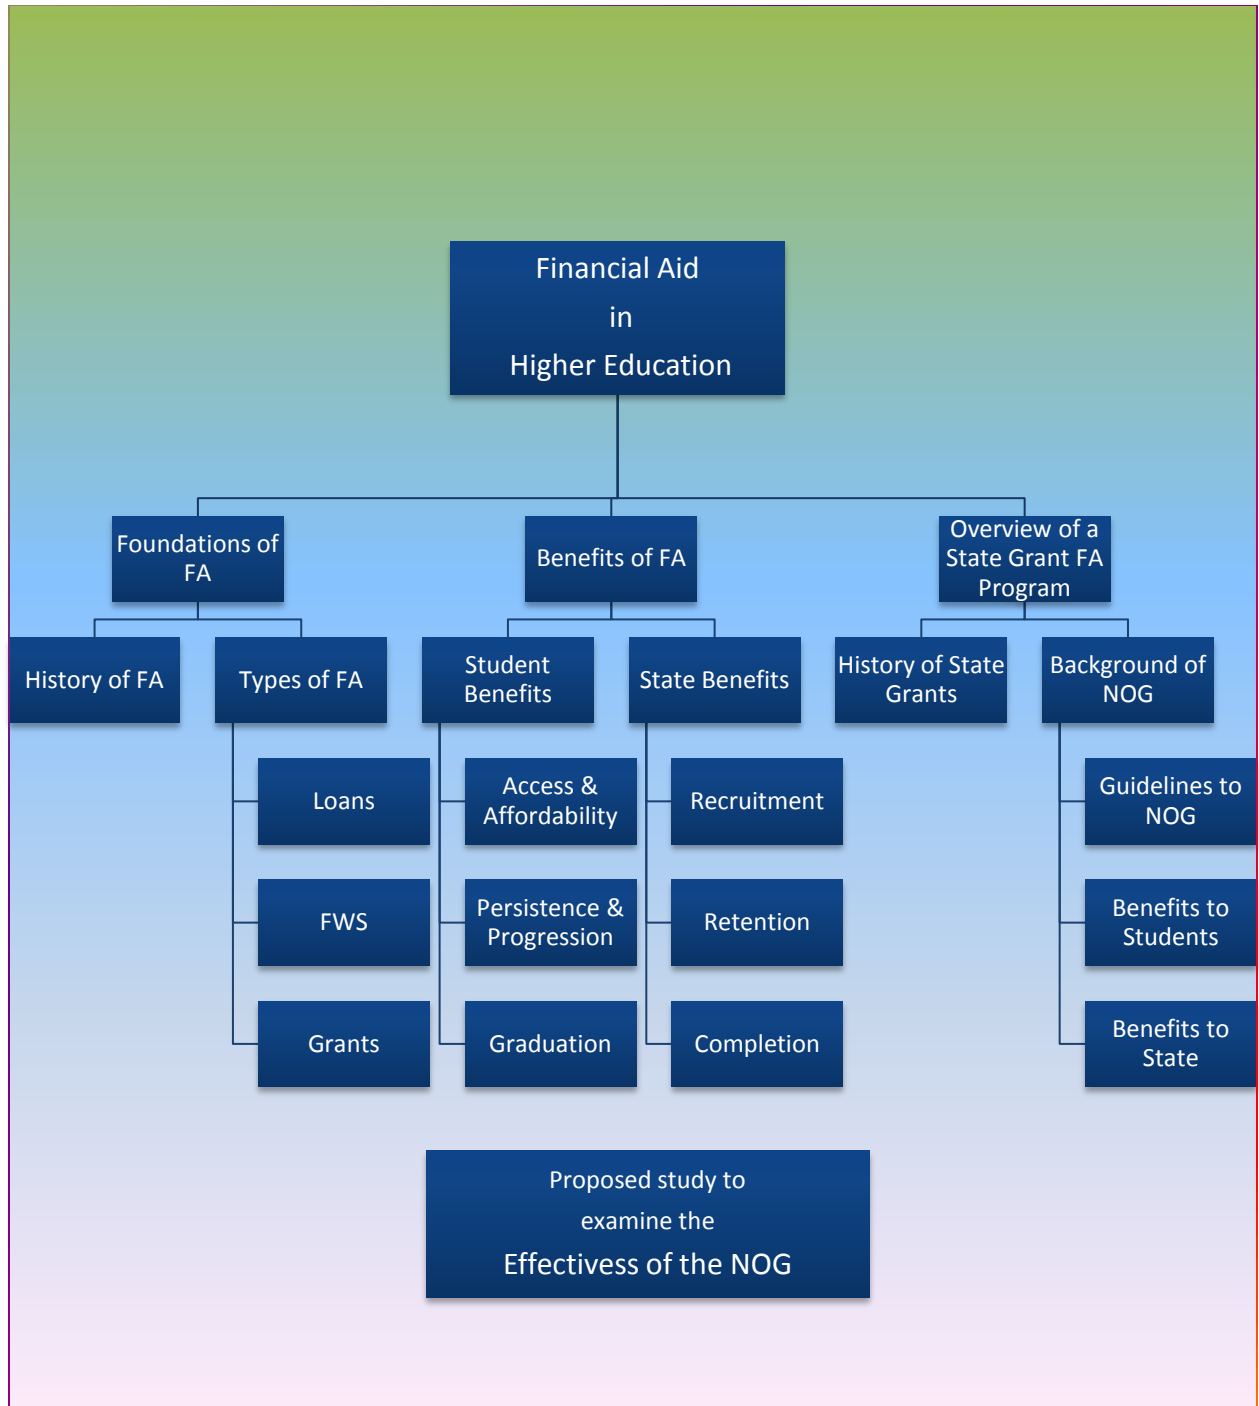 Financial Aid
in
Higher Education
Foundations of
FA
Benefits of FA
Overview of a
State Grant FA
Program
History of FA
Types of FA
Student
Benefits
State Benefits
History of State
Grants
Background of
NOG
Loans
Access &
Affordability
Recruitment
Guidelines to
NOG
FWS
Persistence &
Progression
Retention
Benefits to
Students
Grants
Graduation
Completion
Benefits to
State
Proposed study to
examine the
Effectivess of the NOG